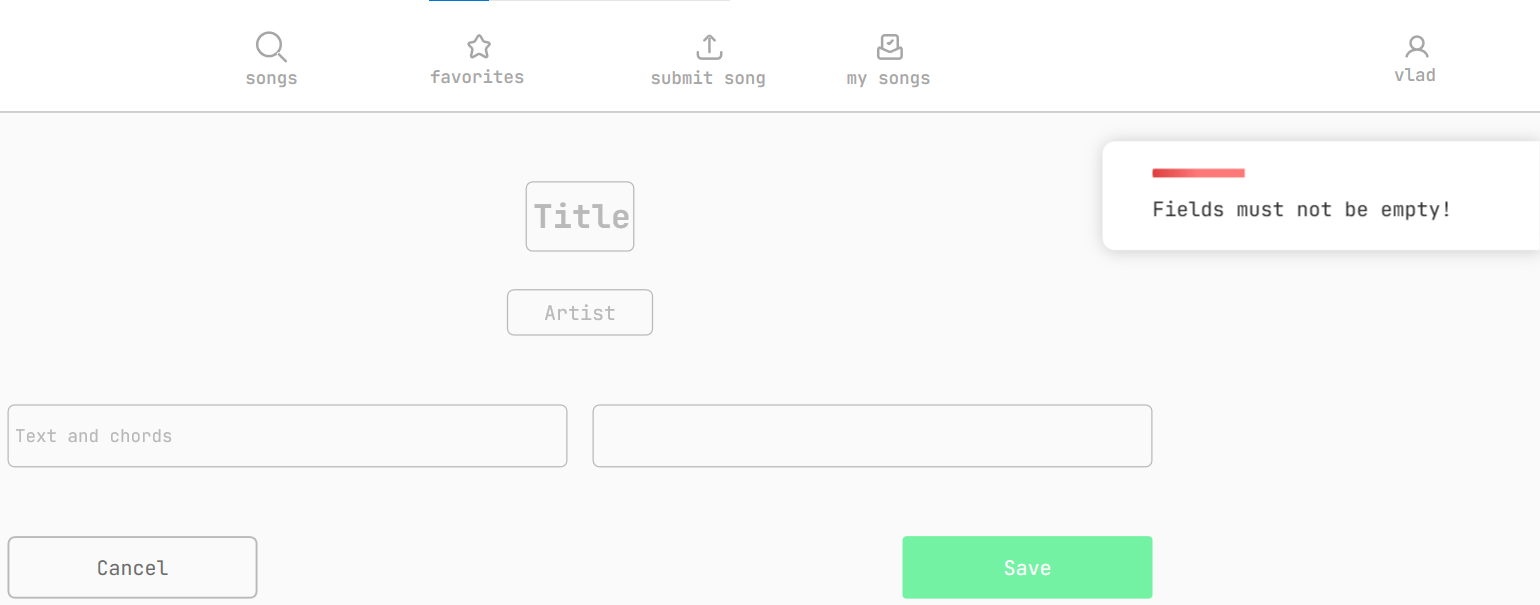 songs favorites submit song my songs vlad
Fields must not be empty!
Title
Artist
Text and chords
Cancel Save